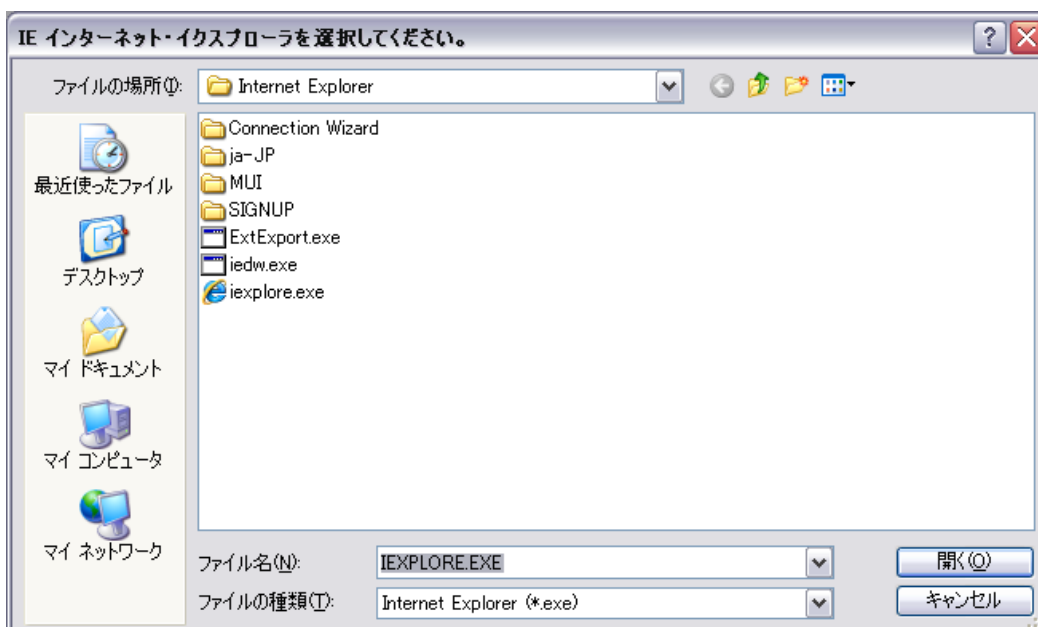 IE インターネット・イクスプローラを選択してください。
ファイルの場所(I):
Internet Explorer
最近使ったファイル
デスクトップ
マイ ドキュメント
マイ コンピュータ
マイ ネットワーク
Connection Wizard
ja-JP
MUI
SIGNUP
ExtExport.exe
iedw.exe
iexplore.exe
ファイル名(N):
IEXPLORE.EXE
開く(O)
ファイルの種類(T):
Internet Explorer (*.exe)
キャンセル